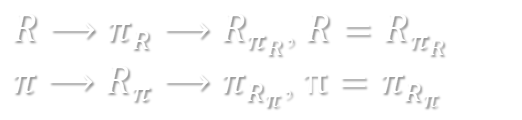 R ⟶ π_R ⟶ R_{π_R}, R = R_{π_R}
π ⟶ R_π ⟶ π_{R_π}, π = π_{R_π}